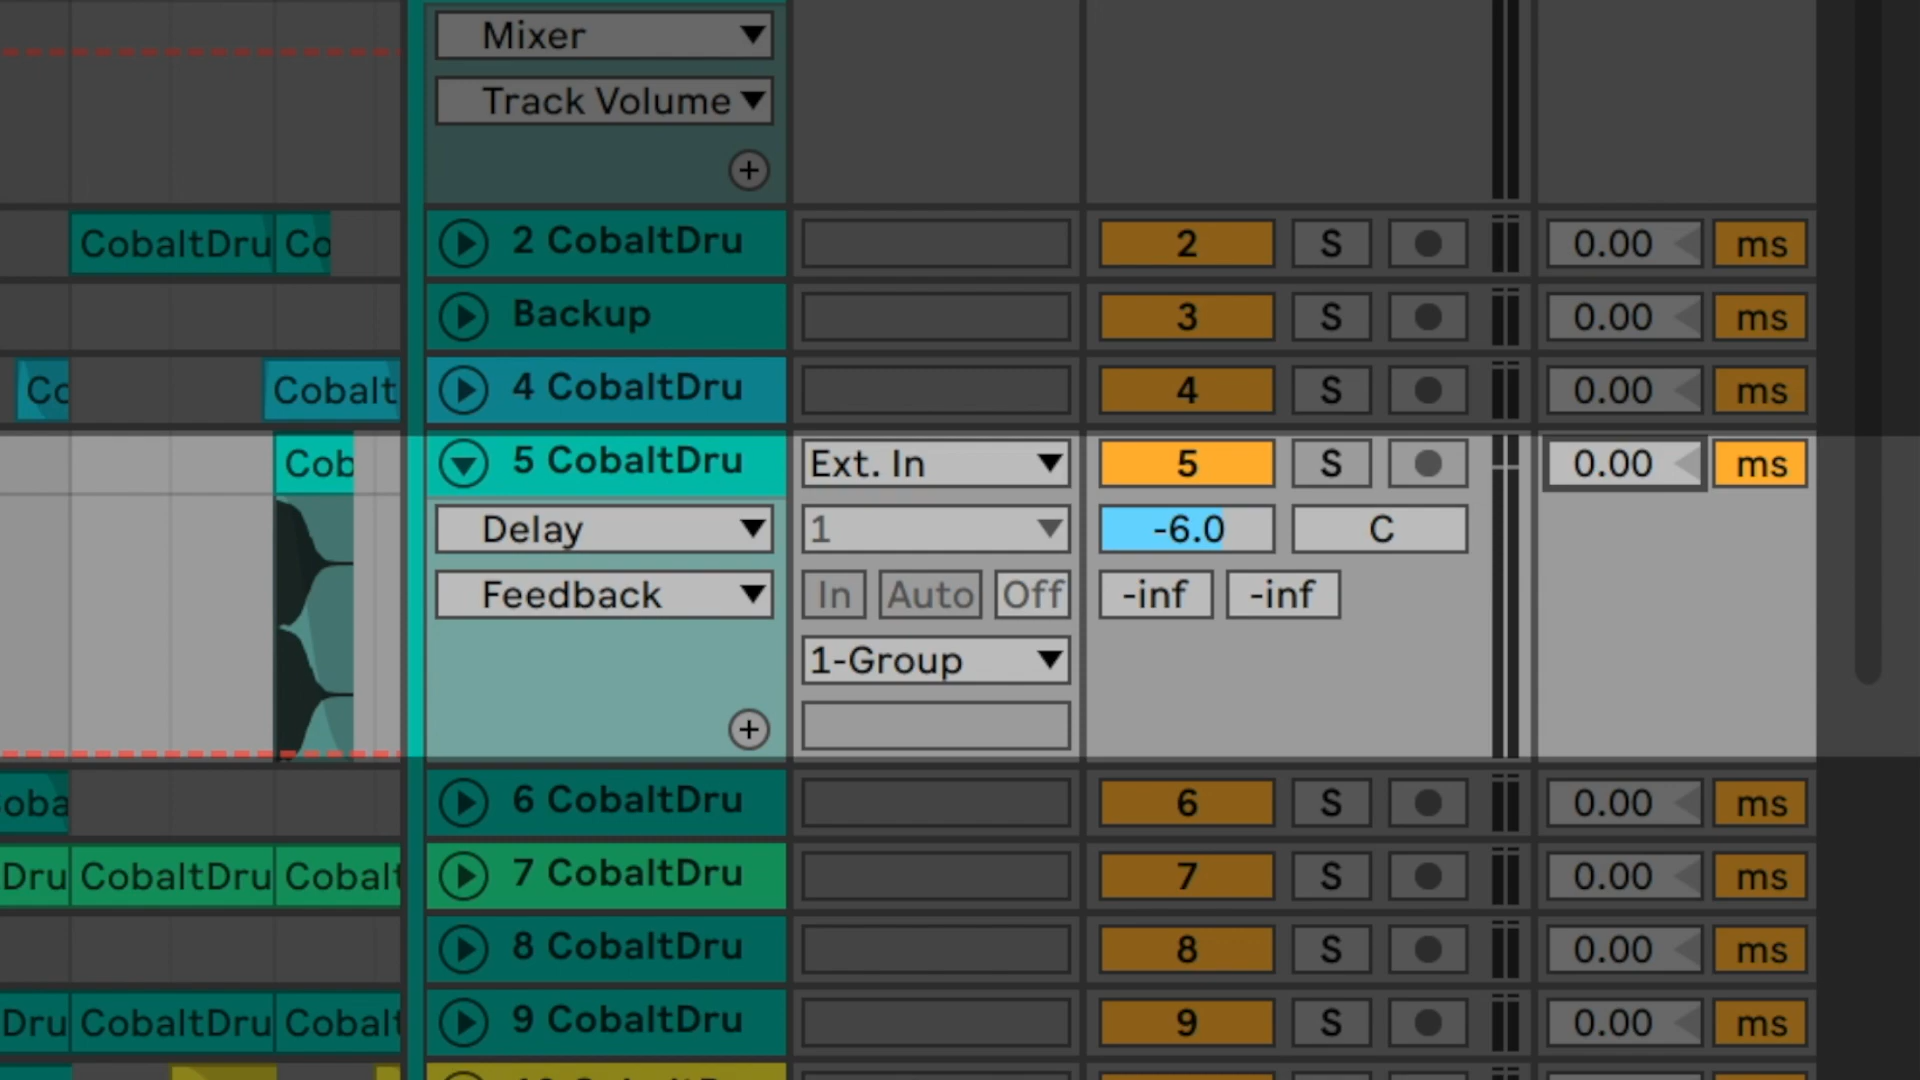 Mixer
Track Volume
CobaltDru Co 2 CobaltDru 2 S 0.00 ms
Backup 3 S 0.00 ms
Co Cobalt 4 CobaltDru 4 S 0.00 ms
Cob 5 CobaltDru Ext. In 5 S 0.00 ms
Delay 1 -6.0 C
Feedback In Auto Off -inf -inf
1-Group
oba 6 CobaltDru 6 S 0.00 ms
Dru CobaltDru Cobalt 7 CobaltDru 7 S 0.00 ms
8 CobaltDru 8 S 0.00 ms
Dru CobaltDru Cobalt 9 CobaltDru 9 S 0.00 ms